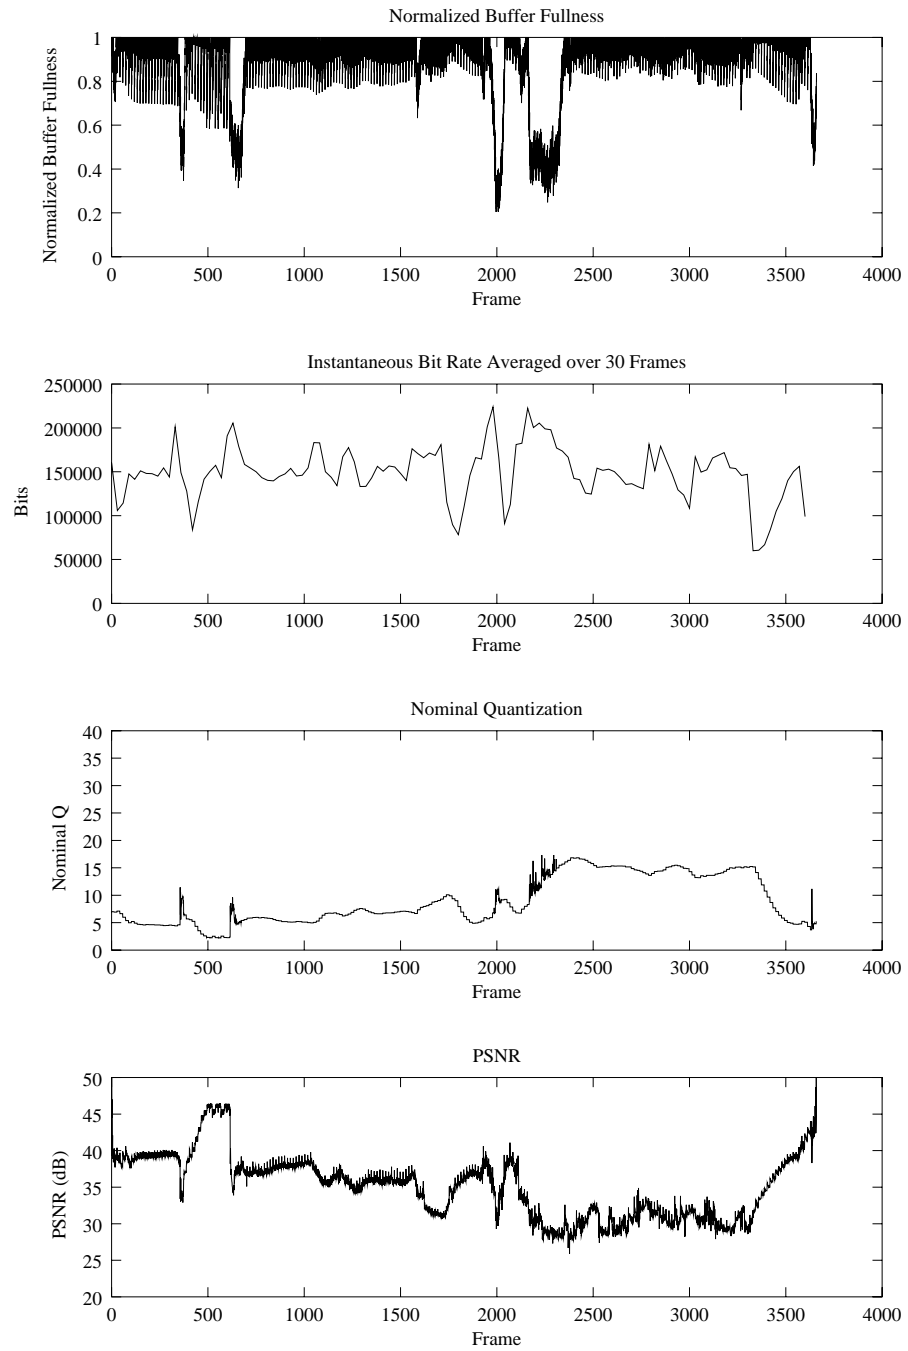 Normalized Buffer Fullness
Normalized Buffer Fullness
1
0.8
0.6
0.4
0.2
0
0 500 1000 1500 2000 2500 3000 3500 4000
Frame
Instantaneous Bit Rate Averaged over 30 Frames
Bits
250000
200000
150000
100000
50000
0
0 500 1000 1500 2000 2500 3000 3500 4000
Frame
Nominal Quantization
Nominal Q
40
35
30
25
20
15
10
5
0
0 500 1000 1500 2000 2500 3000 3500 4000
Frame
PSNR
PSNR (dB)
50
45
40
35
30
25
20
0 500 1000 1500 2000 2500 3000 3500 4000
Frame